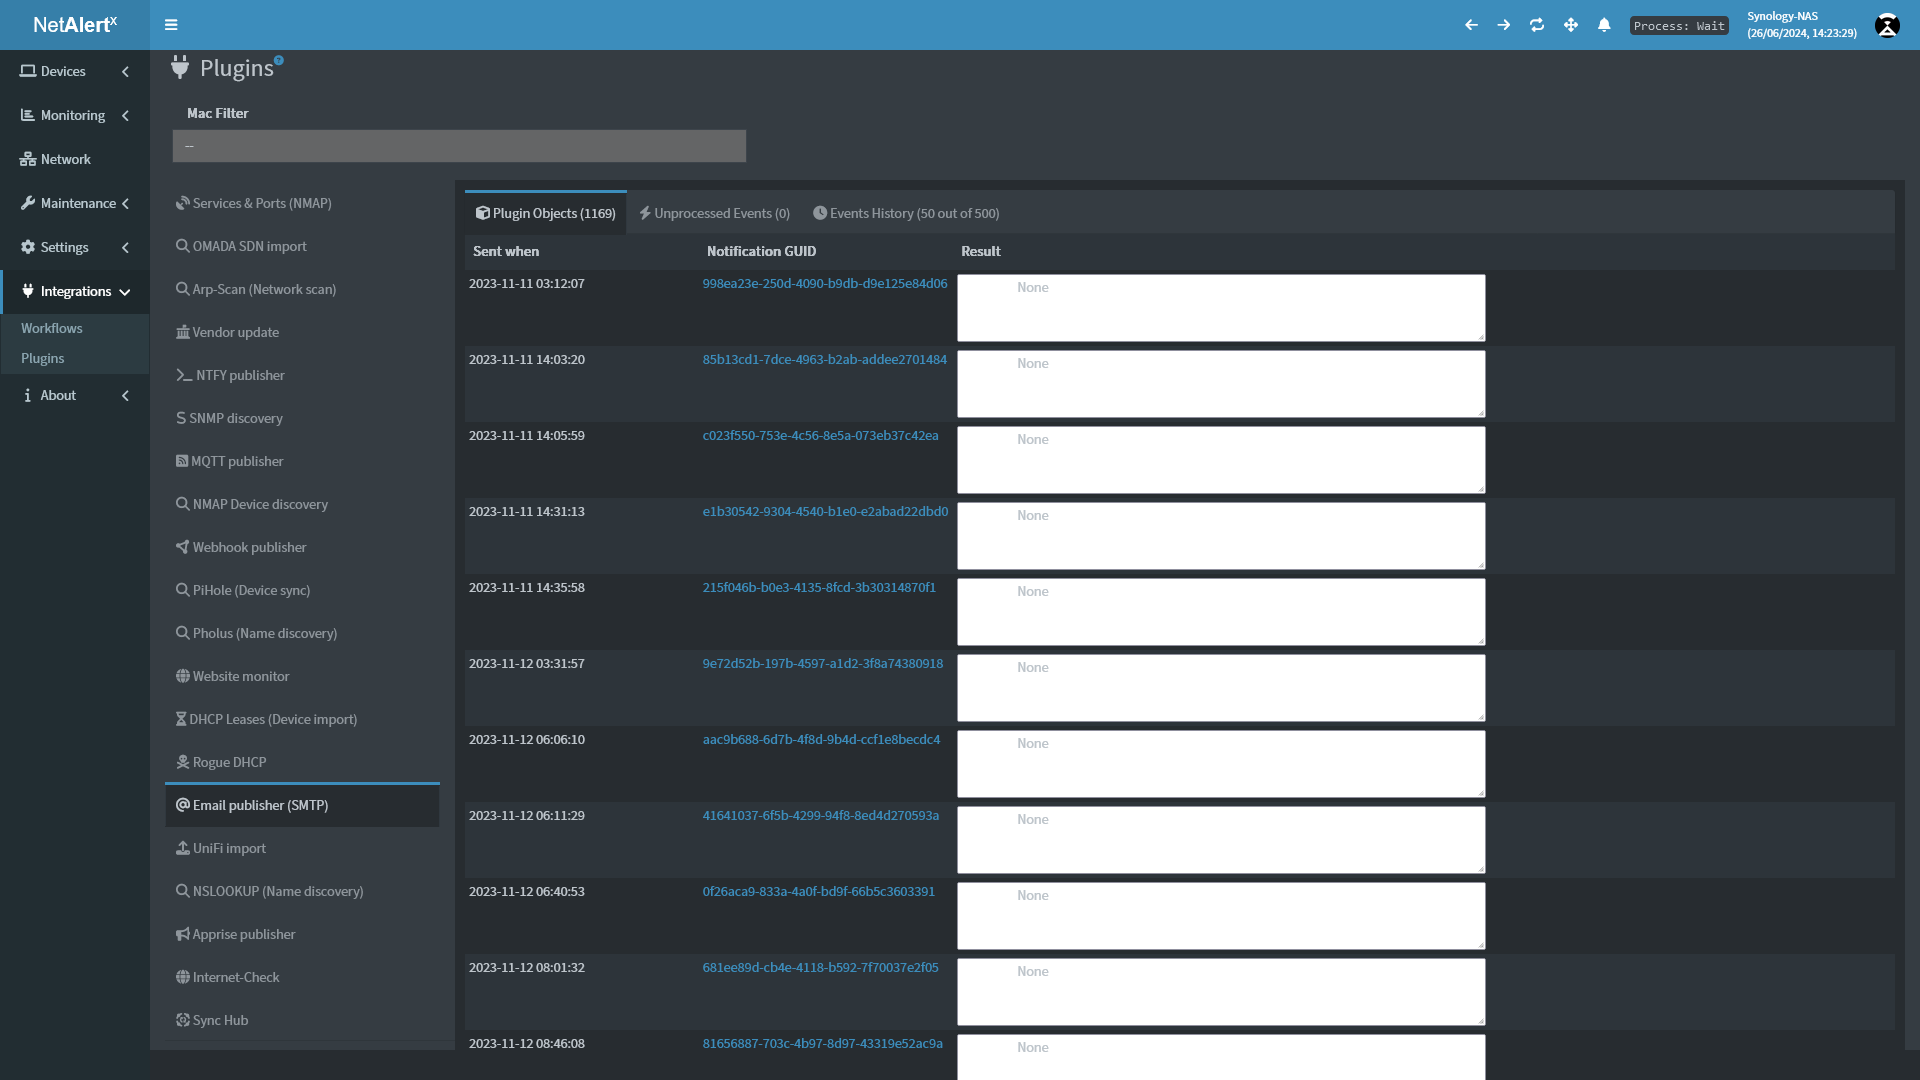 NetAlertx
Process: Wait
Synology-NAS
(26/06/2024, 14:23:29)
Devices
Monitoring
Network
Maintenance
Settings
Integrations
Workflows
Plugins
About
Plugins
Mac Filter
--
Services & Ports (NMAP)
OMADA SDN import
Arp-Scan (Network scan)
Vendor update
NTFY publisher
S SNMP discovery
MQTT publisher
NMAP Device discovery
Webhook publisher
PiHole (Device sync)
Pholus (Name discovery)
Website monitor
DHCP Leases (Device import)
Rogue DHCP
Email publisher (SMTP)
UniFi import
NSLOOKUP (Name discovery)
Apprise publisher
Internet-Check
Sync Hub
Plugin Objects (1169) Unprocessed Events (0) Events History (50 out of 500)
Sent when Notification GUID Result
2023-11-11 03:12:07 998ea23e-250d-4090-b9db-d9e125e84d06 None
2023-11-11 14:03:20 85b13cd1-7dce-4963-b2ab-addee2701484 None
2023-11-11 14:05:59 c023f550-753e-4c56-8e5a-073eb37c42ea None
2023-11-11 14:31:13 e1b30542-9304-4540-b1e0-e2abad22dbd0 None
2023-11-11 14:35:58 215f046b-b0e3-4135-8fcd-3b30314870f1 None
2023-11-12 03:31:57 9e72d52b-197b-4597-a1d2-3f8a74380918 None
2023-11-12 06:06:10 aac9b688-6d7b-4f8d-9b4d-ccf1e8becdc4 None
2023-11-12 06:11:29 41641037-6f5b-4299-94f8-8ed4d270593a None
2023-11-12 06:40:53 0f26aca9-833a-4a0f-bd9f-66b5c3603391 None
2023-11-12 08:01:32 681ee89d-cb4e-4118-b592-7f70037e2f05 None
2023-11-12 08:46:08 81656887-703c-4b97-8d97-43319e52ac9a None